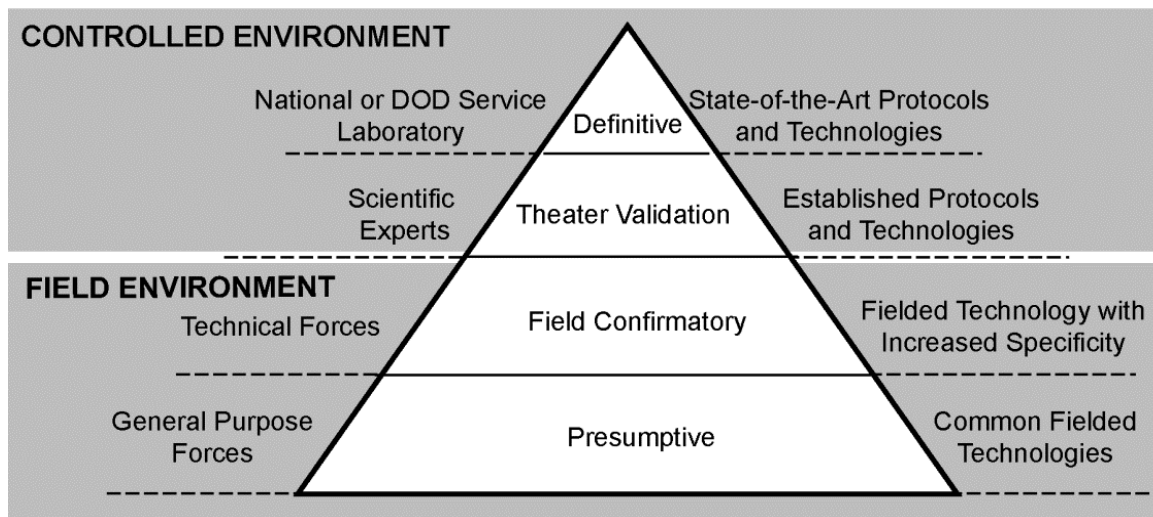 CONTROLLED ENVIRONMENT
National or DOD Service
Laboratory
Definitive
State-of-the-Art Protocols
and Technologies
Scientific
Experts
Theater Validation
Established Protocols
and Technologies
FIELD ENVIRONMENT
Technical Forces
Field Confirmatory
Fielded Technology with
Increased Specificity
General Purpose
Forces
Presumptive
Common Fielded
Technologies